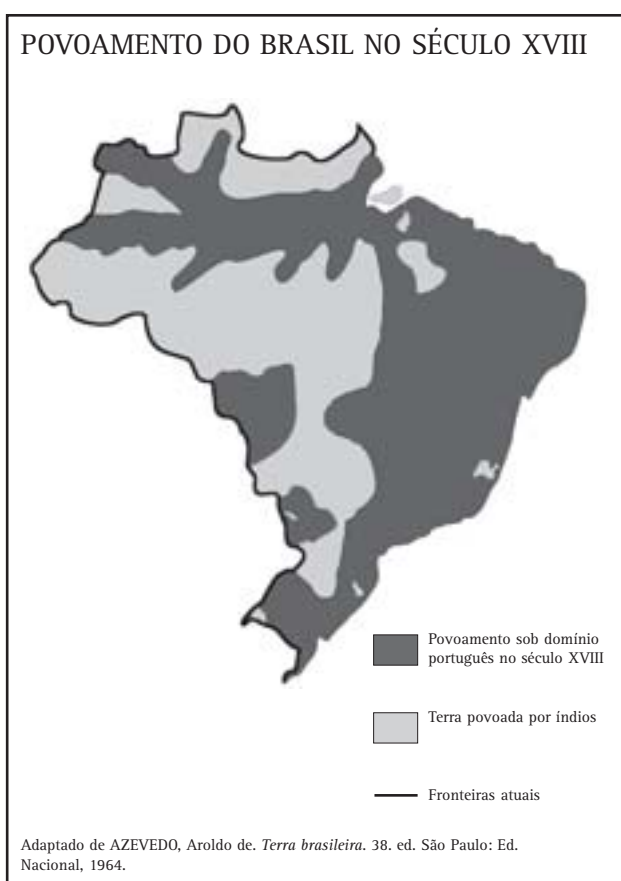 POVOAMENTO DO BRASIL NO SÉCULO XVIII
Povoamento sob domínio
português no século XVIII
Terra povoada por índios
Fronteiras atuais
Adaptado de AZEVEDO, Aroldo de. Terra brasileira. 38. ed. São Paulo: Ed.
Nacional, 1964.